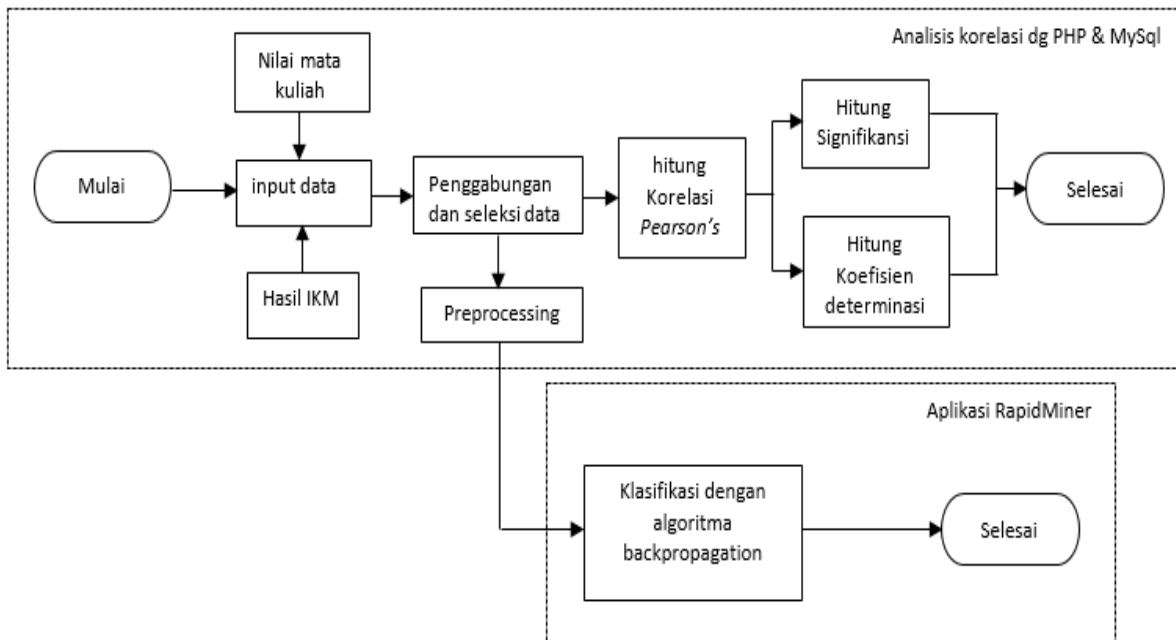 Analisis korelasi dg PHP & MySql
Nilai mata
kuliah
Mulai
input data
Hasil IKM
Penggabungan
dan seleksi data
Preprocessing
hitung
Korelasi
Pearson's
Hitung
Signifikansi
Hitung
Koefisien
determinasi
Selesai
Aplikasi RapidMiner
Klasifikasi dengan
algoritma
backpropagation
Selesai